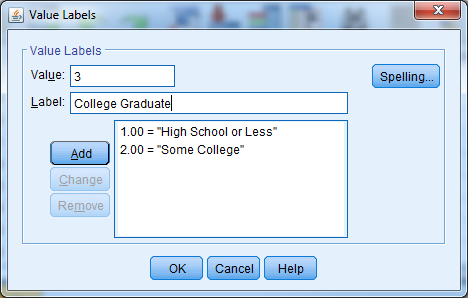 Value Labels
Value Labels
Value: 3
Spelling...
Label: College Graduate
1.00 = "High School or Less"
2.00 = "Some College"
Add
Change
Remove
OK Cancel Help